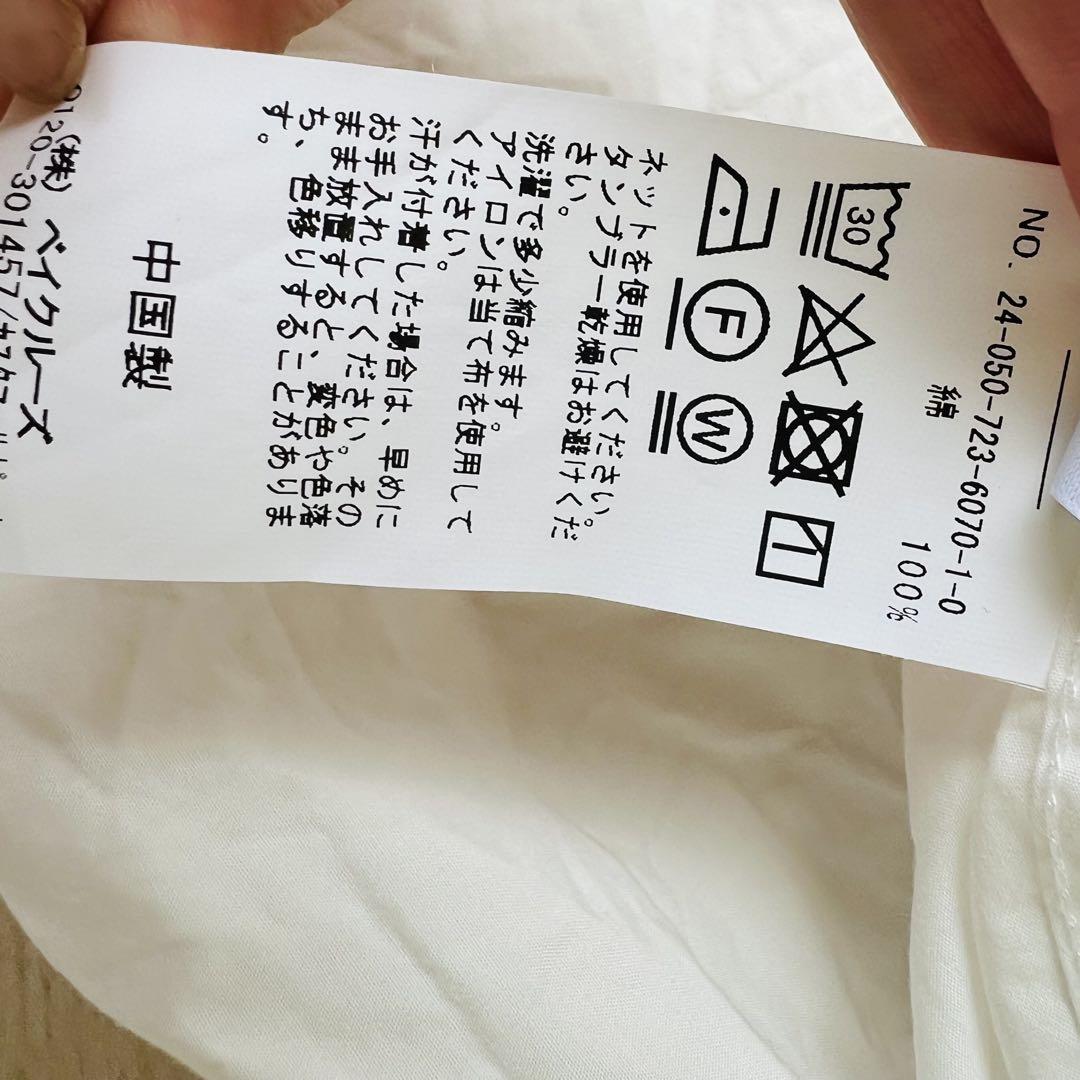 NO. 24-050-723-6070-1-0
綿 100%
30
F
W
ネットを使用してください。
タンブラー乾燥はお避けくだ
さい。
洗濯で多少縮みます。
アイロンは当て布を使用して
ください。
汗が付着した場合は、早めに
お手入れしてください。その
まま放置すると、変色や色落
ち、色移りすることがありま
す。
中国製
(株) ベイクルーズ
0120-301457